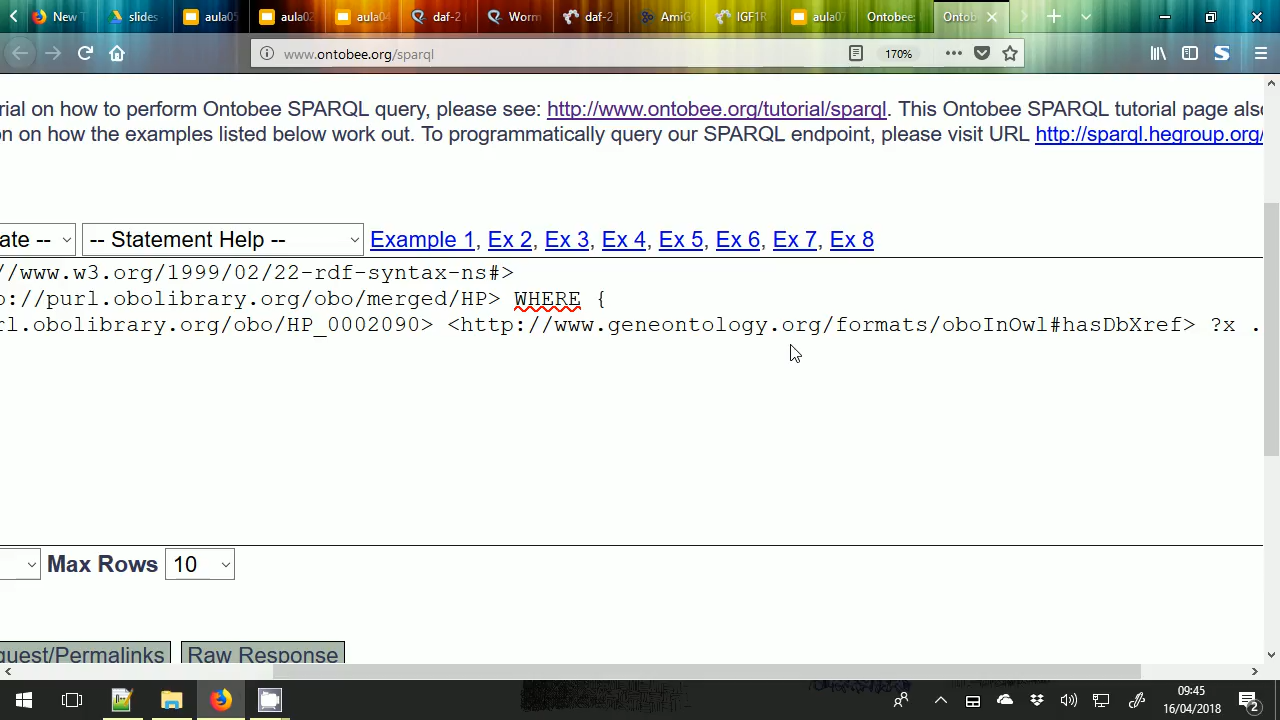 New T
slides
aula05
aula02
aula04
daf-2
Worm
daf-2
AmiG
IGF1R
aula07
Ontobee
Ontob
www.ontobee.org/sparql
170%
rial on how to perform Ontobee SPARQL query, please see: http://www.ontobee.org/tutorial/sparql. This Ontobee SPARQL tutorial page also
on on how the examples listed below work out. To programmatically query our SPARQL endpoint, please visit URL http://sparql.hegroup.org/
ate -- -- Statement Help -- Example 1, Ex 2, Ex 3, Ex 4, Ex 5, Ex 6, Ex 7, Ex 8
//www.w3.org/1999/02/22-rdf-syntax-ns#>
p://purl.obolibrary.org/obo/merged/HP> WHERE {
rl.obolibrary.org/obo/HP_0002090> <http://www.geneontology.org/formats/oboInOwl#hasDbXref> ?x .
Max Rows 10
quest/Permalinks Raw Response
09:45
16/04/2018
2